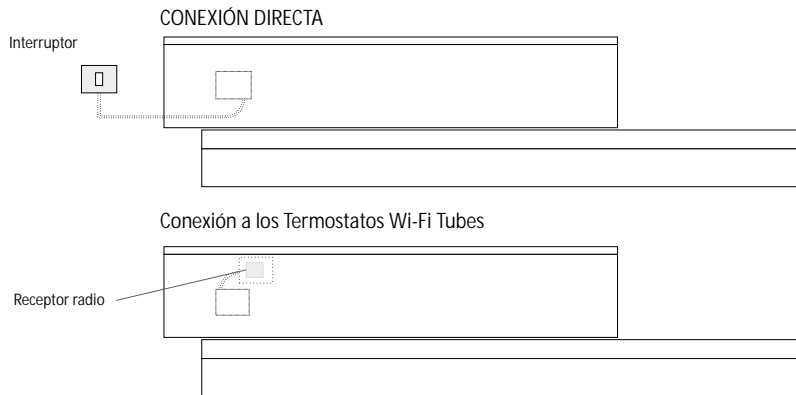 CONEXIÓN DIRECTA
Interruptor
Conexión a los Termostatos Wi-Fi Tubes
Receptor radio